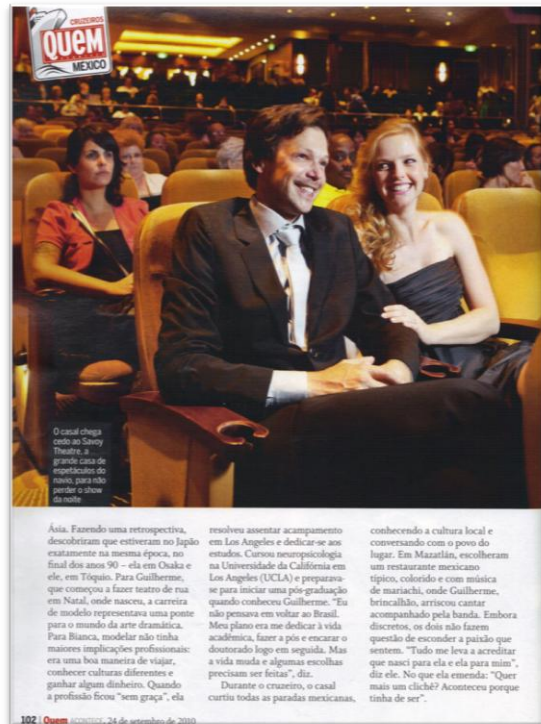 CRUZEIROS
QUEM
MEXICO
O casal chega
cedo ao Savoy
Theatre, a
grande casa de
espetáculos do
navio, para não
perder o show
da noite
Ásia. Fazendo uma retrospectiva,
descobriram que estiveram no Japão
exatamente na mesma época, no
final dos anos 90 – ela em Osaka e
ele, em Tóquio. Para Guilherme,
que começou a fazer teatro de rua
em Natal, onde nasceu, a carreira
de modelo representava uma ponte
para o mundo da arte dramática.
Para Bianca, modelar não tinha
maiores implicações profissionais:
era uma boa maneira de viajar,
conhecer culturas diferentes e
ganhar algum dinheiro. Quando
a profissão ficou "sem graça", ela
resolveu assentar acampamento
em Los Angeles e dedicar-se aos
estudos. Cursou neuropsicologia
na Universidade da Califórnia em
Los Angeles (UCLA) e preparava-
se para iniciar uma pós-graduação
quando conheceu Guilherme. "Eu
não pensava em voltar ao Brasil.
Meu plano era me dedicar à vida
acadêmica, fazer a pós e encarar o
doutorado logo em seguida. Mas
a vida muda e algumas escolhas
precisam ser feitas", diz.
Durante o cruzeiro, o casal
curtiu todas as paradas mexicanas,
conhecendo a cultura local e
conversando com o povo do
lugar. Em Mazatlán, escolheram
um restaurante mexicano
típico, colorido e com música
de mariachi, onde Guilherme,
brincalhão, arriscou cantar
acompanhado pela banda. Embora
discretos, os dois não fazem
questão de esconder a paixão que
sentem. "Tudo me leva a acreditar
que nasci para ela e ela para mim",
diz ele. No que ela emenda: "Quer
mais um clichê? Aconteceu porque
tinha de ser".
102 | Quem ACONTECE, 24 de setembro de 2010